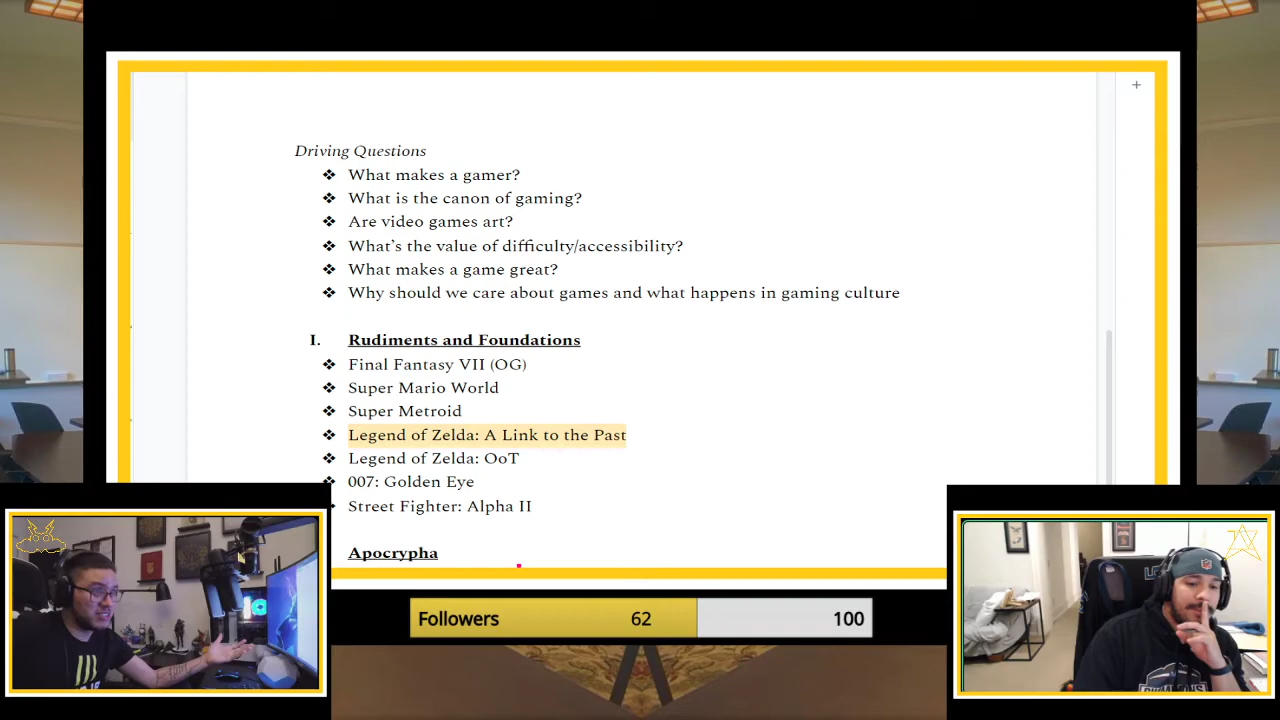 Driving Questions
❖ What makes a gamer?
❖ What is the canon of gaming?
❖ Are video games art?
❖ What’s the value of difficulty/accessibility?
❖ What makes a game great?
❖ Why should we care about games and what happens in gaming culture
I. Rudiments and Foundations
❖ Final Fantasy VII (OG)
❖ Super Mario World
❖ Super Metroid
❖ Legend of Zelda: A Link to the Past
❖ Legend of Zelda: OoT
❖ 007: Golden Eye
Street Fighter: Alpha II
Apocrypha
Followers 62 100